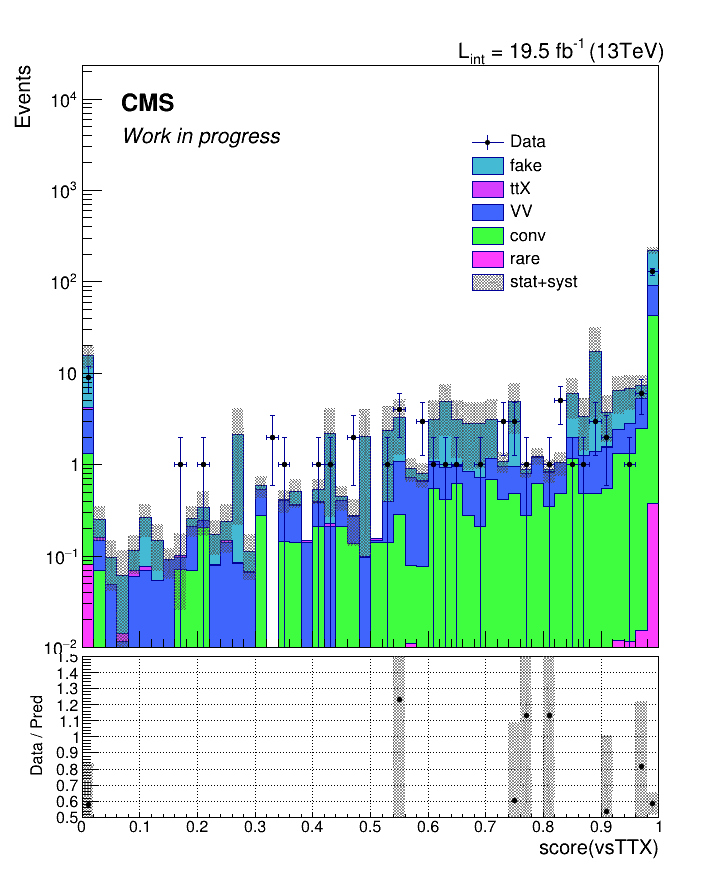 L_int = 19.5 fb^-1 (13TeV)
Events
CMS
Work in progress
Data
fake
ttX
VV
conv
rare
stat+syst
10^4
10^3
10^2
10
1
10^-1
10^-2
Data / Pred
1.5
1.4
1.3
1.2
1.1
1
0.9
0.8
0.7
0.6
0.5
0 0.1 0.2 0.3 0.4 0.5 0.6 0.7 0.8 0.9 1
score(vsTTX)